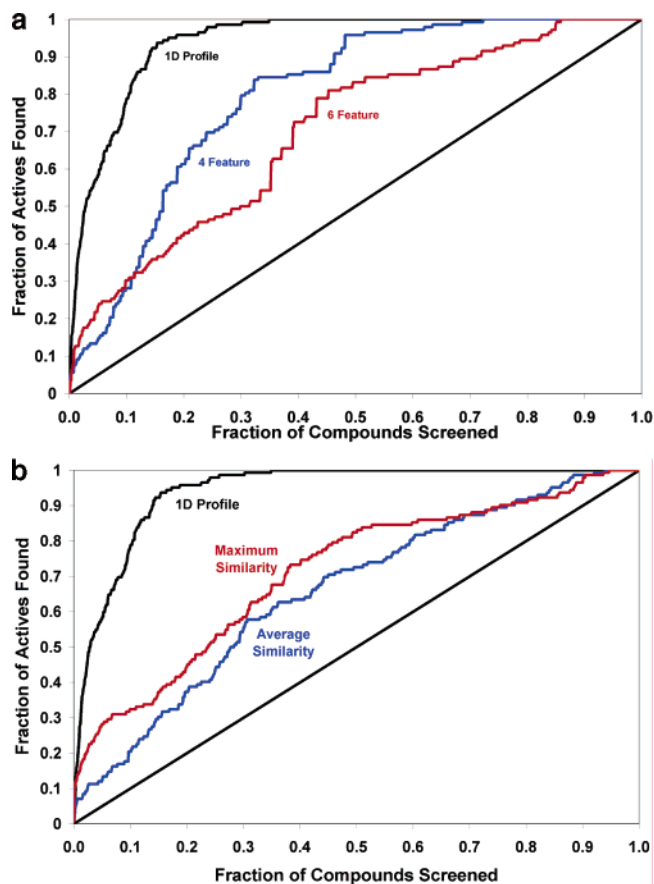 a
1
0.9
0.8
0.7
0.6
0.5
0.4
0.3
0.2
0.1
0
Fraction of Actives Found
1D Profile
4 Feature
6 Feature
0.0 0.1 0.2 0.3 0.4 0.5 0.6 0.7 0.8 0.9 1.0
Fraction of Compounds Screened
b
1
0.9
0.8
0.7
0.6
0.5
0.4
0.3
0.2
0.1
0
Fraction of Actives Found
1D Profile
Maximum
Similarity
Average
Similarity
0.0 0.1 0.2 0.3 0.4 0.5 0.6 0.7 0.8 0.9 1.0
Fraction of Compounds Screened